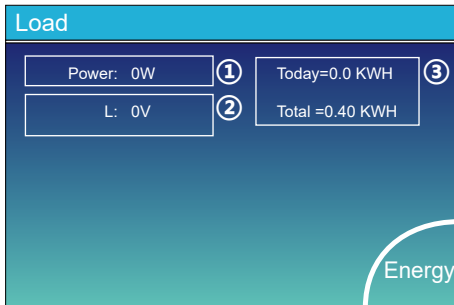 Load
Power: 0W
①
L: 0V
②
Today=0.0 KWH
③
Total =0.40 KWH
Energy